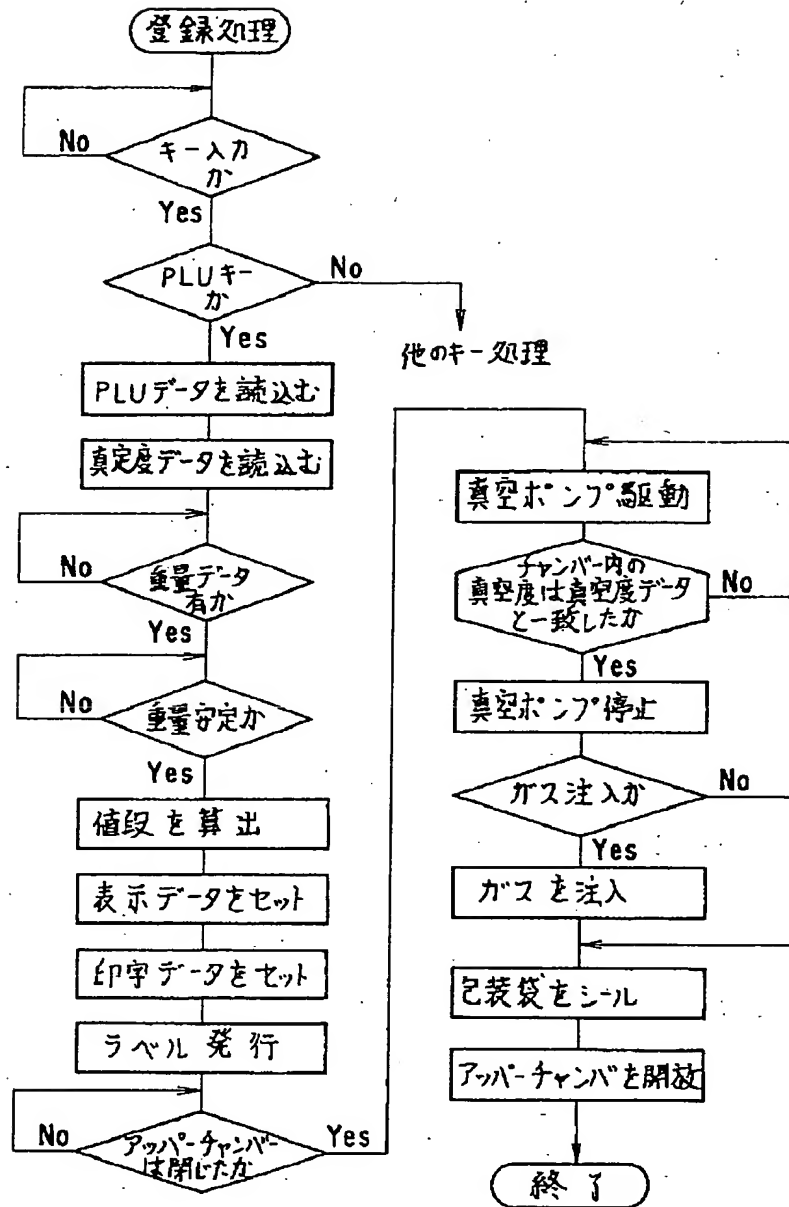 登録処理
No
キー入力
か
Yes
PLUキー
か
No
Yes
他のキー処理
PLUデータを読込む
真定度データを読込む
No
重量データ
有か
Yes
No
重量安定か
Yes
値段を算出
表示データをセット
印字データをセット
ラベル発行
No
アッパーチャンバー
は閉じたか
Yes
真空ポンプ駆動
チャンバー内の
真空度は真空度データ
と一致したか
No
Yes
真空ポンプ停止
ガス注入か
No
Yes
ガスを注入
包装袋をシール
アッパーチャンバを開放
終了